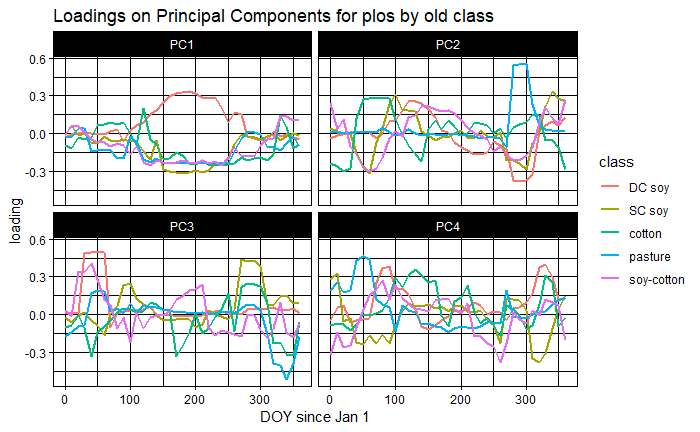 Loadings on Principal Components for plos by old class
PC1
PC2
0.6
0.3
0.0
-0.3
PC3
PC4
0.6
0.3
0.0
-0.3
0
100
200
300
0
100
200
300
loading
DOY since Jan 1
class
DC soy
SC soy
cotton
pasture
soy-cotton